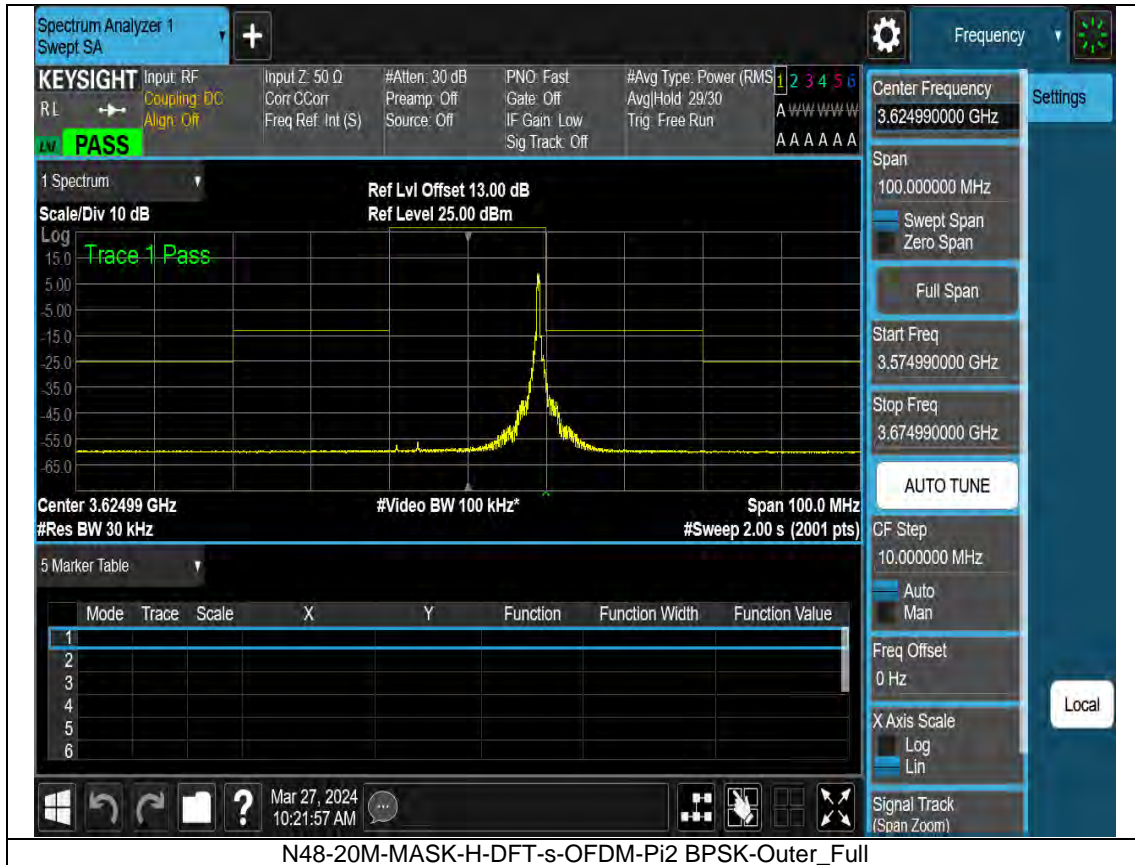 Spectrum Analyzer 1
Swept SA
Frequency
KEYSIGHT
RL
PASS
Input: RF
Coupling: DC
Align: Off
Input Z: 50 Ω
Corr CCorr
Freq Ref: Int (S)
#Atten: 30 dB
Preamp: Off
Source: Off
PNO: Fast
Gate: Off
IF Gain: Low
Sig Track: Off
#Avg Type: Power (RMS
Avg|Hold: 29/30
Trig: Free Run
1 2 3 4 5 6
A W W W W W
A A A A A A
1 Spectrum
Scale/Div 10 dB
Ref Lvl Offset 13.00 dB
Ref Level 25.00 dBm
Log
Trace 1 Pass
15.0
5.00
-5.00
-15.0
-25.0
-35.0
-45.0
-55.0
-65.0
Center 3.62499 GHz
#Res BW 30 kHz
#Video BW 100 kHz*
Span 100.0 MHz
#Sweep 2.00 s (2001 pts)
5 Marker Table
Mode Trace Scale X Y Function Function Width Function Value
1
2
3
4
5
6
Mar 27, 2024
10:21:57 AM
Center Frequency
3.624990000 GHz
Settings
Span
100.000000 MHz
Swept Span
Zero Span
Full Span
Start Freq
3.574990000 GHz
Stop Freq
3.674990000 GHz
AUTO TUNE
CF Step
10.000000 MHz
Auto
Man
Freq Offset
0 Hz
X Axis Scale
Log
Lin
Signal Track
(Span Zoom)
Local
N48-20M-MASK-H-DFT-s-OFDM-Pi2 BPSK-Outer_Full